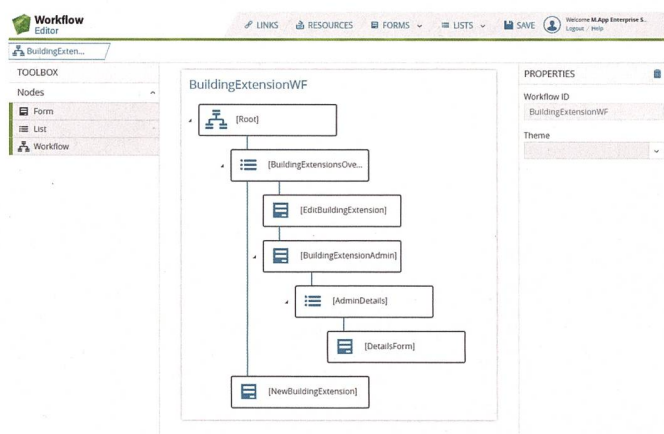 Workflow
Editor
LINKS
RESOURCES
FORMS
LISTS
SAVE
Welcome M.App Enterprise S..
Logout / Help
BuildingExten...
TOOLBOX
Nodes
Form
List
Workflow
BuildingExtensionWF
[Root]
[BuildingExtensionsOve...
[EditBuildingExtension]
[BuildingExtensionAdmin]
[AdminDetails]
[DetailsForm]
[NewBuildingExtension]
PROPERTIES
Workflow ID
BuildingExtensionWF
Theme